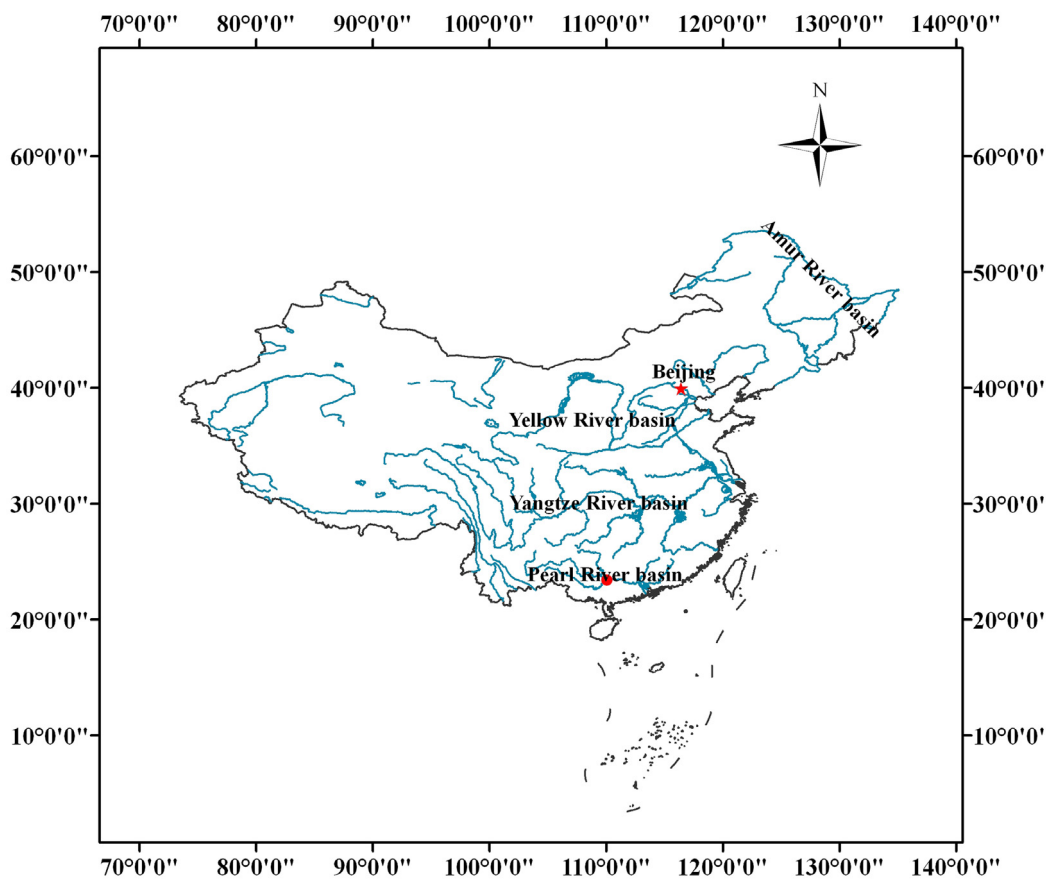 70°0'0'' 80°0'0'' 90°0'0'' 100°0'0'' 110°0'0'' 120°0'0'' 130°0'0'' 140°0'0''
N
60°0'0'' 60°0'0'
Amur River basin
50°0'0'' 50°0'0'
Beijing
40°0'0'' 40°0'0'
Yellow River basin
30°0'0'' Yangtze River basin 30°0'0'
Pearl River basin
20°0'0'' 20°0'0'
10°0'0'' 10°0'0'
70°0'0'' 80°0'0'' 90°0'0'' 100°0'0'' 110°0'0'' 120°0'0'' 130°0'0'' 140°0'0''